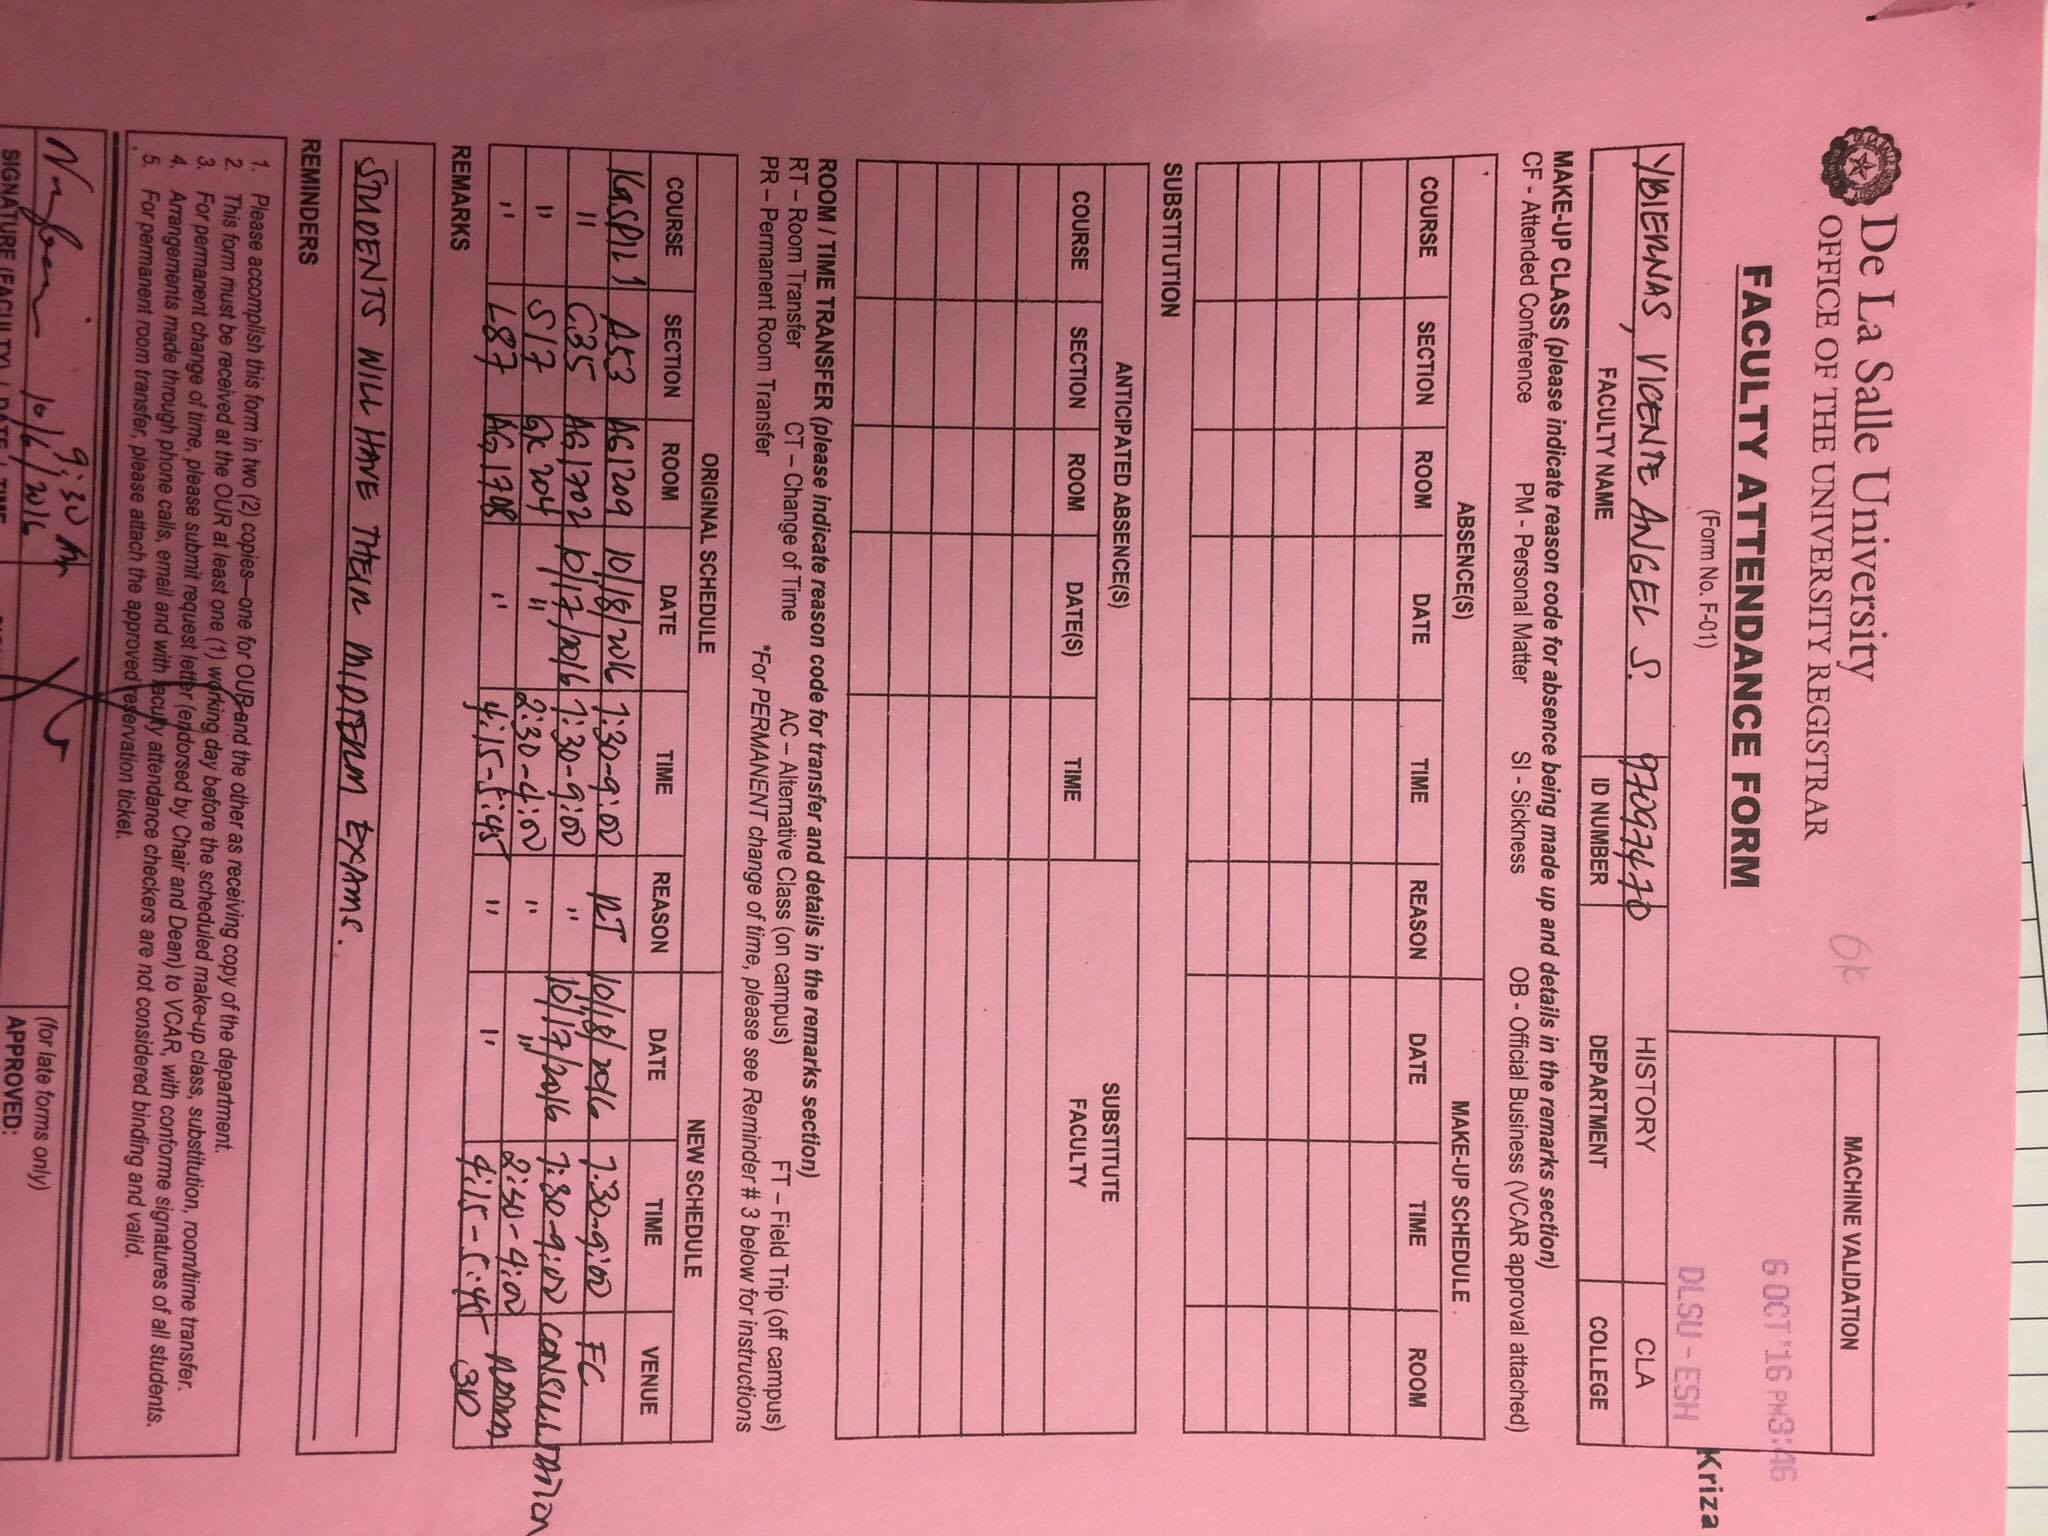 De La Salle University
OFFICE OF THE UNIVERSITY REGISTRAR
OK
MACHINE VALIDATION
6 OCT '16 PM 3:46
DLSU - ESH
Kriza
FACULTY ATTENDANCE FORM
(Form No. F-01)
YBIERNAS, VICENTE ANGEL S. 97097470 HISTORY CLA
FACULTY NAME ID NUMBER DEPARTMENT COLLEGE
MAKE-UP CLASS (please indicate reason code for absence being made up and details in the remarks section)
CF - Attended Conference PM - Personal Matter SI - Sickness OB - Official Business (VCAR approval attached)
ABSENCE(S) MAKE-UP SCHEDULE
COURSE SECTION ROOM DATE TIME REASON DATE TIME ROOM
SUBSTITUTION
ANTICIPATED ABSENCE(S) SUBSTITUTE
FACULTY
COURSE SECTION ROOM DATE(S) TIME
ROOM / TIME TRANSFER (please indicate reason code for transfer and details in the remarks section)
RT – Room Transfer CT – Change of Time AC – Alternative Class (on campus) FT – Field Trip (off campus)
PR – Permanent Room Transfer *For PERMANENT change of time, please see Reminder # 3 below for instructions
ORIGINAL SCHEDULE NEW SCHEDULE
COURSE SECTION ROOM DATE TIME REASON DATE TIME VENUE
KASPIL 1 A53 AG1209 10/18/2016 7:30-9:00 RT 10/18/2016 7:30-9:00 FC
" C35 AG1702 10/17/2016 7:30-9:00 " 10/17/2016 7:30-9:00 CONSULTATION
" S17 GK204 " 2:30-4:00 " " 2:30-4:00 ROOM
" L87 AG1708 " 4:15-5:45 " " 4:15-5:45 3D
REMARKS
STUDENTS WILL HAVE THEIR MIDTERM EXAMS.
REMINDERS
1. Please accomplish this form in two (2) copies—one for OUR and the other as receiving copy of the department.
2. This form must be received at the OUR at least one (1) working day before the scheduled make-up class, substitution, room/time transfer.
3. For permanent change of time, please submit request letter (endorsed by Chair and Dean) to VCAR, with conforme signatures of all students.
4. Arrangements made through phone calls, email and with faculty attendance checkers are not considered binding and valid.
5. For permanent room transfer, please attach the approved reservation ticket.
9:30 AM
10/6/2016
SIGNATURE (FACULTY) / DATE / TIME
(for late forms only)
APPROVED: